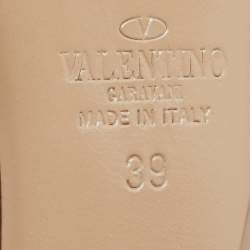 VALENTINO
GARAVANI
MADE IN ITALY
39